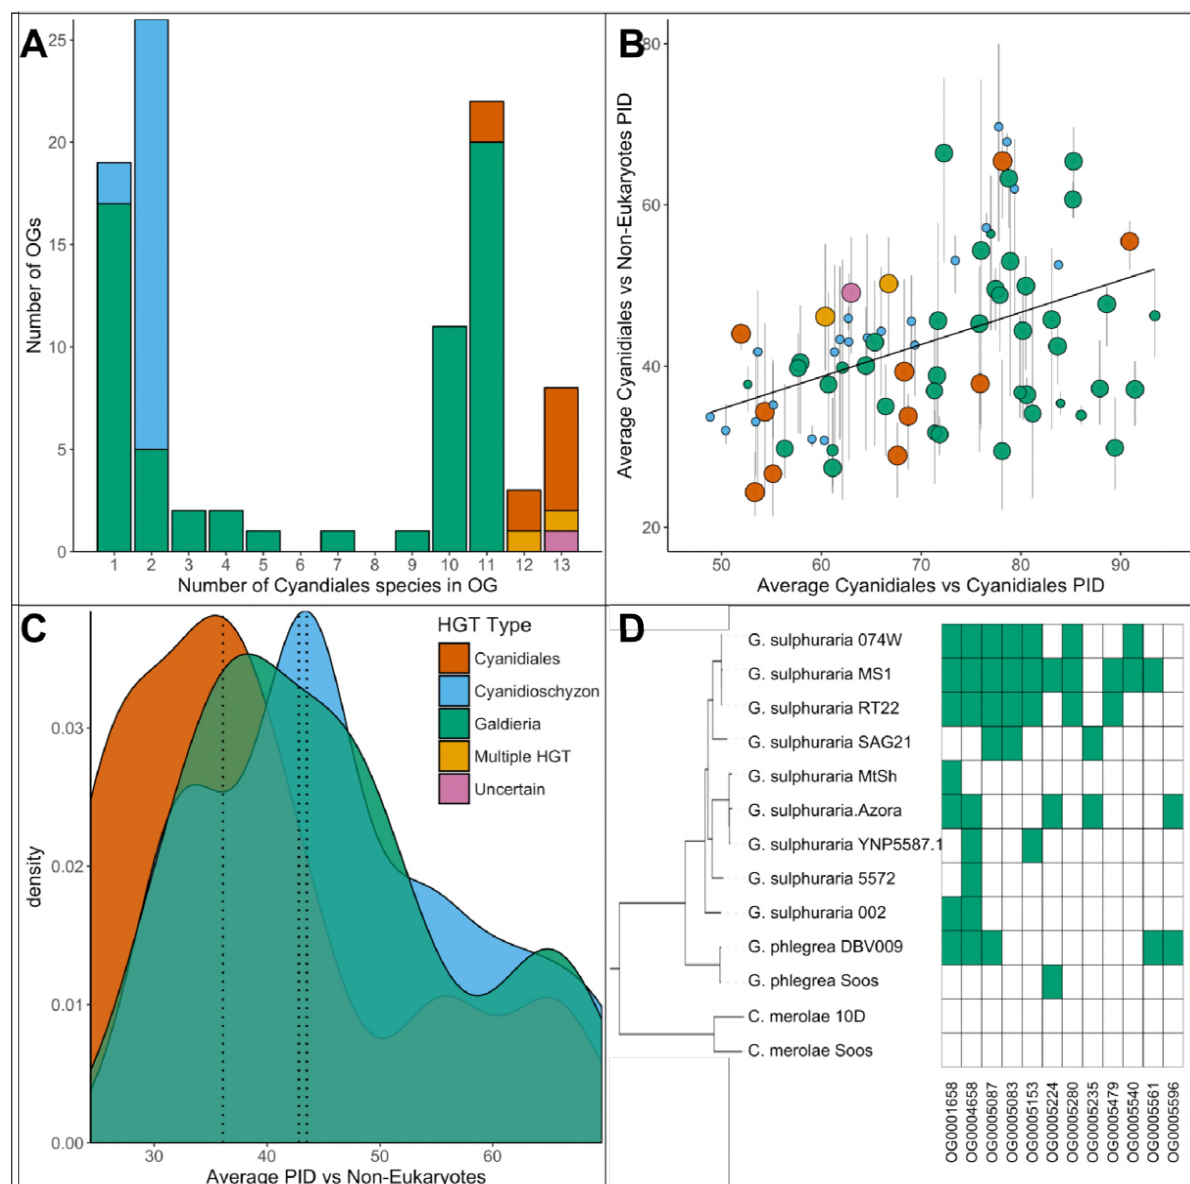 A
25
20
15
10
5
0
Number of OGs
1 2 3 4 5 6 7 8 9 10 11 12 13
Number of Cyandiales species in OG
B
80
60
40
20
Average Cyanidiales vs Non-Eukaryotes PID
50 60 70 80 90
Average Cyanidiales vs Cyanidiales PID
C
0.03
0.02
0.01
0.00
density
30 40 50 60
Average PID vs Non-Eukaryotes
HGT Type
Cyanidiales
Cyanidioschyzon
Galdieria
Multiple HGT
Uncertain
D
G. sulphuraria 074W
G. sulphuraria MS1
G. sulphuraria RT22
G. sulphuraria SAG21
G. sulphuraria MtSh
G. sulphuraria.Azora
G. sulphuraria YNP5587.1
G. sulphuraria 5572
G. sulphuraria 002
G. phlegrea DBV009
G. phlegrea Soos
C. merolae 10D
C. merolae Soos
OG0001658
OG0004658
OG0005087
OG0005083
OG0005153
OG0005224
OG0005280
OG0005235
OG0005479
OG0005540
OG0005561
OG0005596